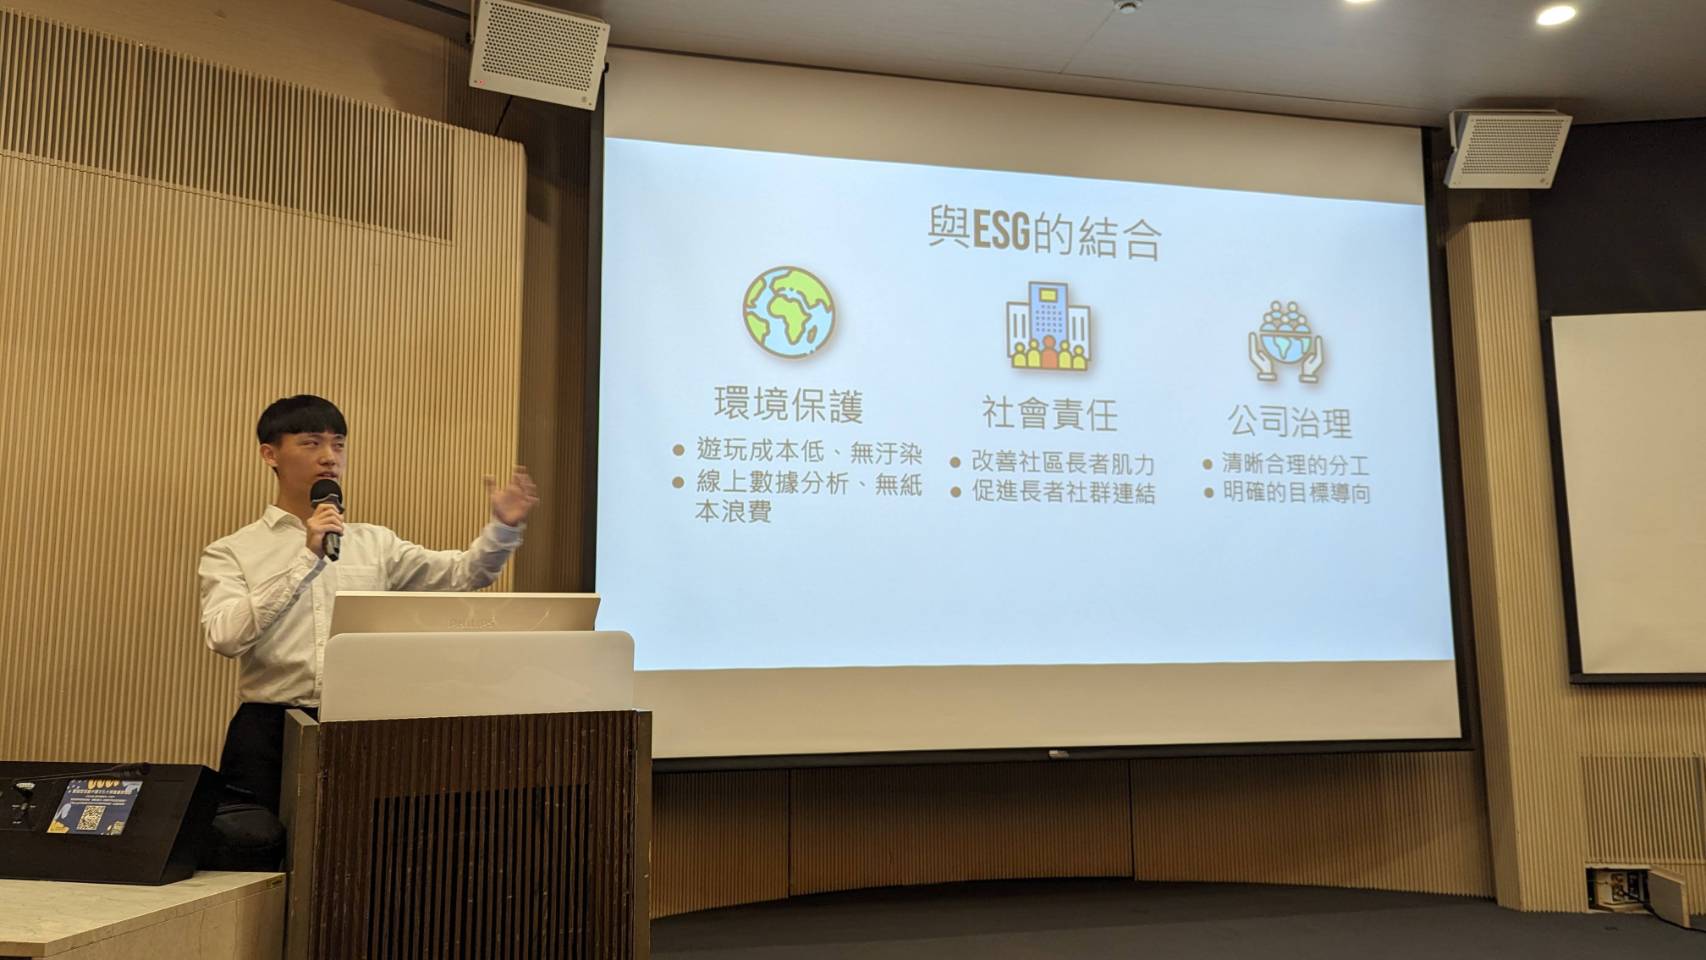 與ESG的結合
環境保護
遊玩成本低、無汙染
線上數據分析、無紙
本浪費
社會責任
改善社區長者肌力
促進長者社群連結
公司治理
清晰合理的分工
明確的目標導向
PHILIPS